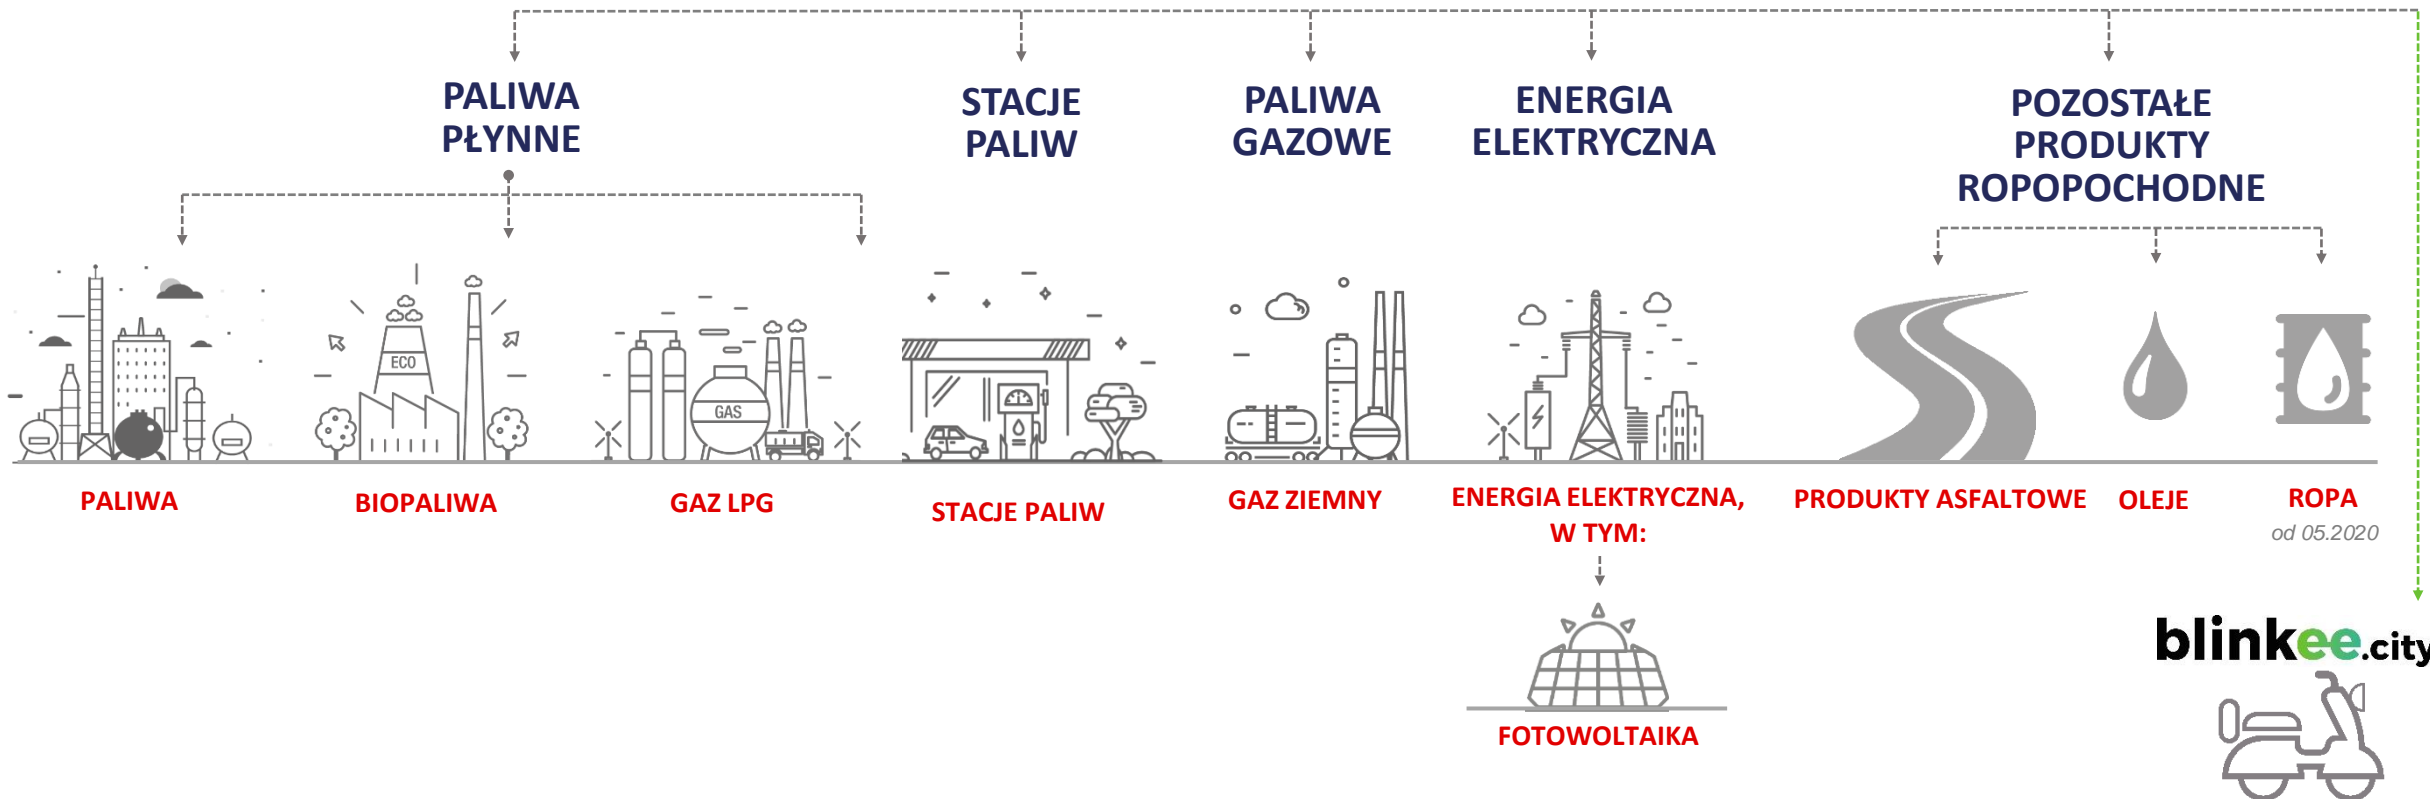 PALIWA
PŁYNNE
STACJE
PALIW
PALIWA
GAZOWE
ENERGIA
ELEKTRYCZNA
POZOSTAŁE
PRODUKTY
ROPOPOCHODNE
ECO
GAS
PALIWA
BIOPALIWA
GAZ LPG
STACJE PALIW
GAZ ZIEMNY
ENERGIA ELEKTRYCZNA,
W TYM:
PRODUKTY ASFALTOWE
OLEJE
ROPA
od 05.2020
blinkee.city
FOTOWOLTAIKA